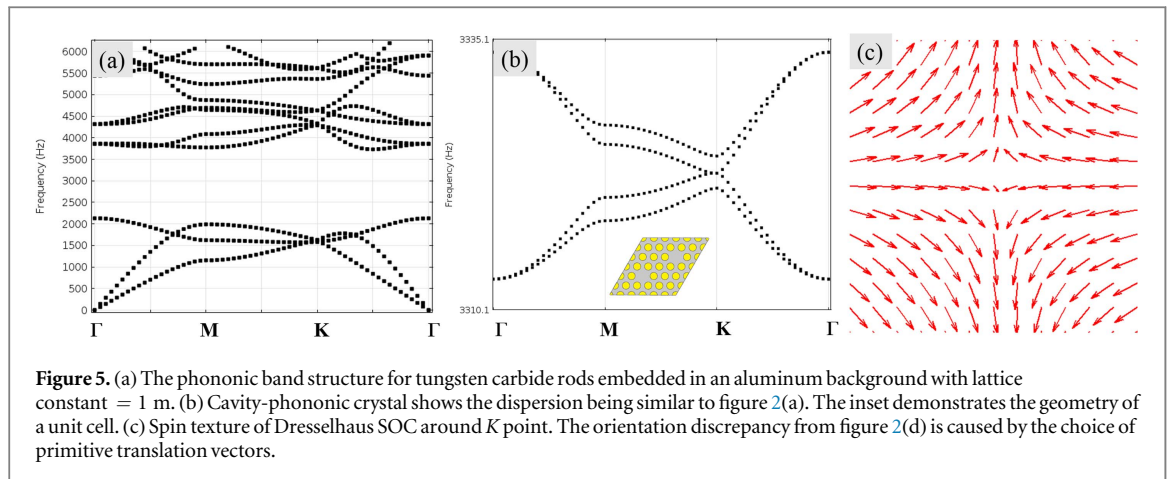 (a)
6000
5500
5000
4500
4000
3500
3000
2500
2000
1500
1000
500
0
Frequency (Hz)
Γ M K Γ
(b)
3335.1
3310.1
Frequency (Hz)
Γ M K Γ
(c)
Figure 5. (a) The phononic band structure for tungsten carbide rods embedded in an aluminum background with lattice
constant = 1 m. (b) Cavity-phononic crystal shows the dispersion being similar to figure 2(a). The inset demonstrates the geometry of
a unit cell. (c) Spin texture of Dresselhaus SOC around K point. The orientation discrepancy from figure 2(d) is caused by the choice of
primitive translation vectors.